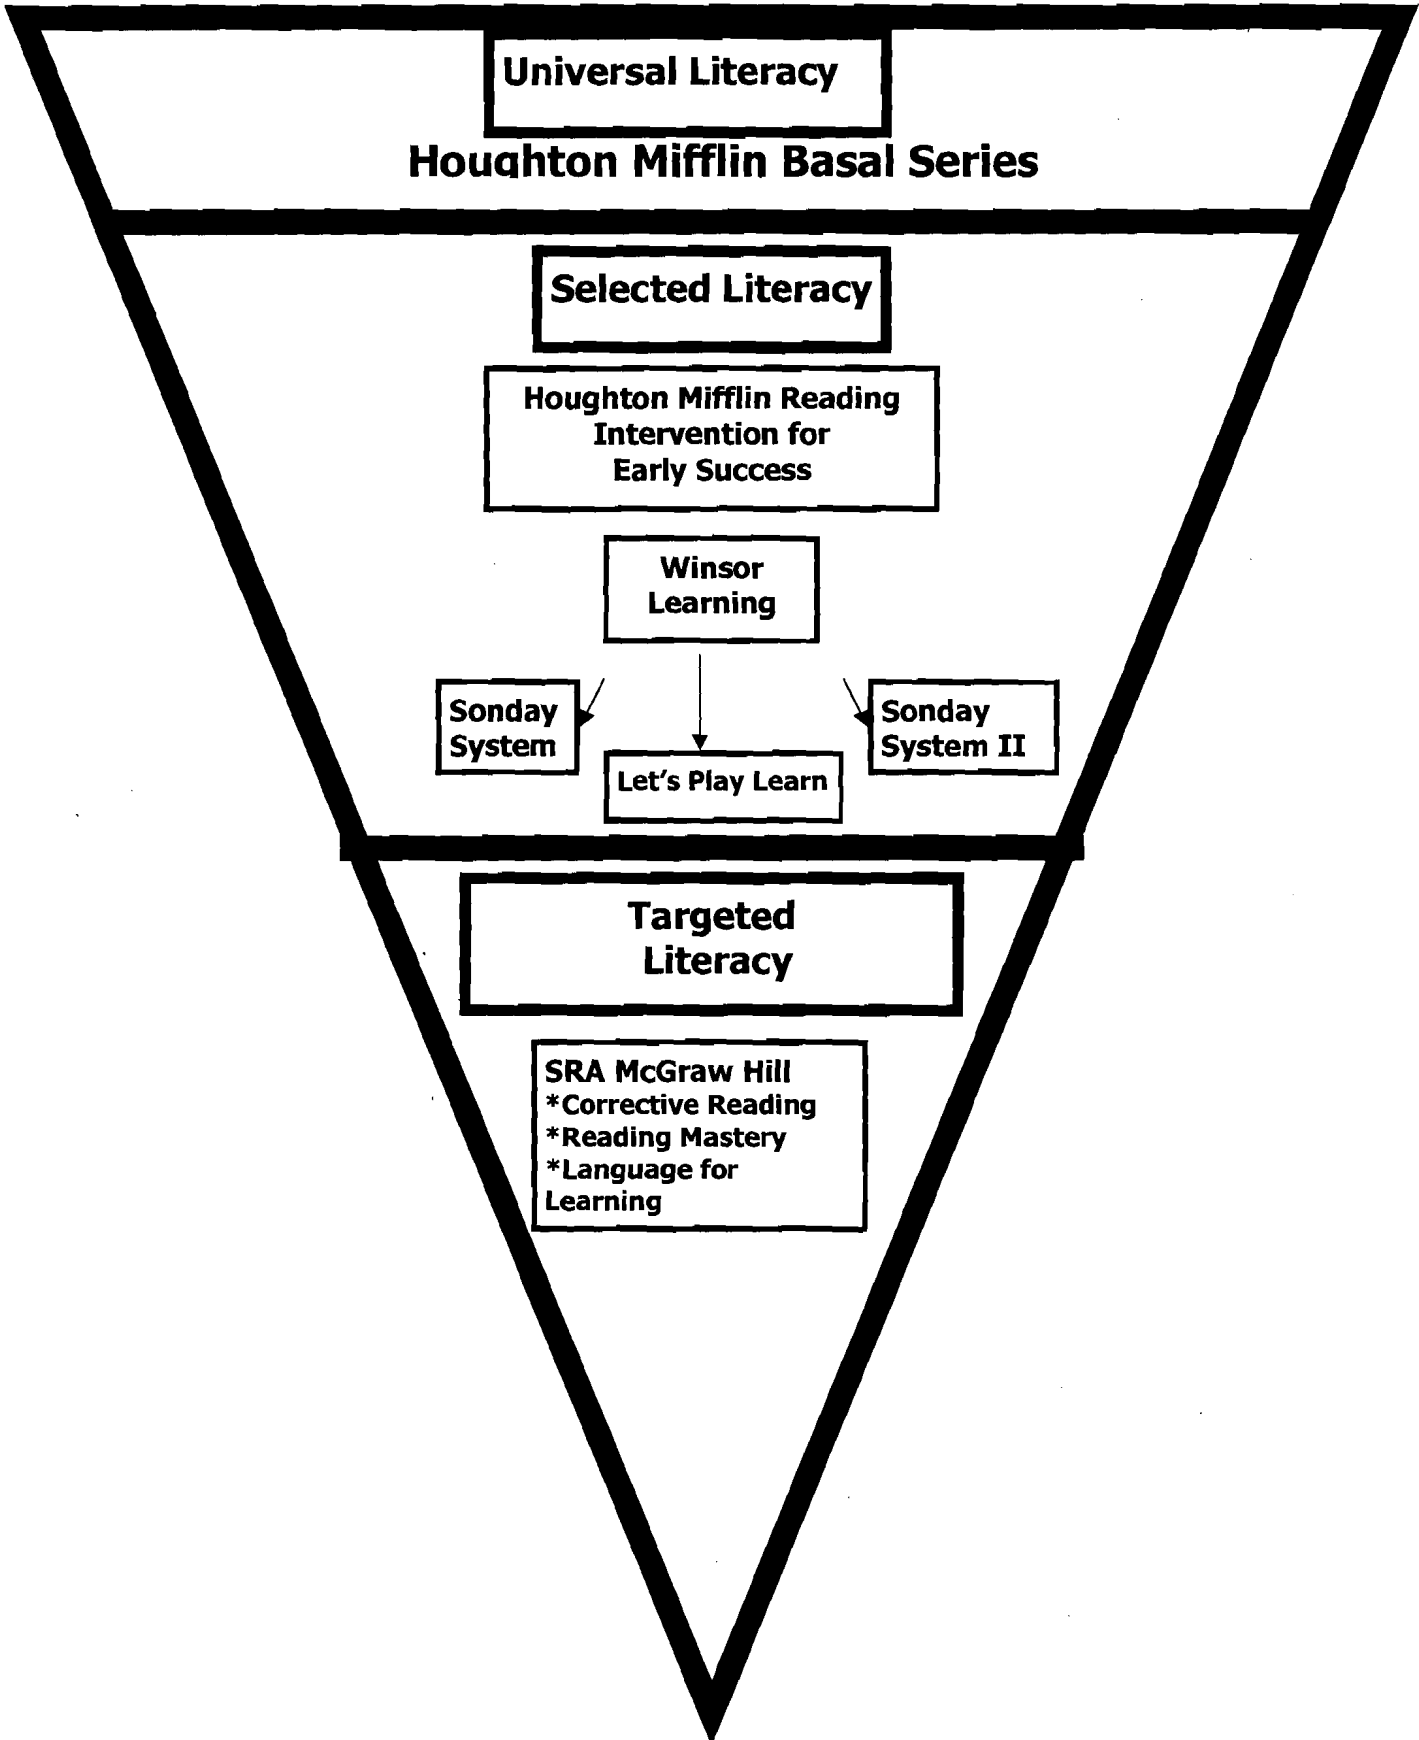 Universal Literacy
Houghton Mifflin Basal Series
Selected Literacy
Houghton Mifflin Reading
Intervention for
Early Success
Winsor
Learning
Sonday
System
Let's Play Learn
Sonday
System II
Targeted
Literacy
SRA McGraw Hill
*Corrective Reading
*Reading Mastery
*Language for
Learning